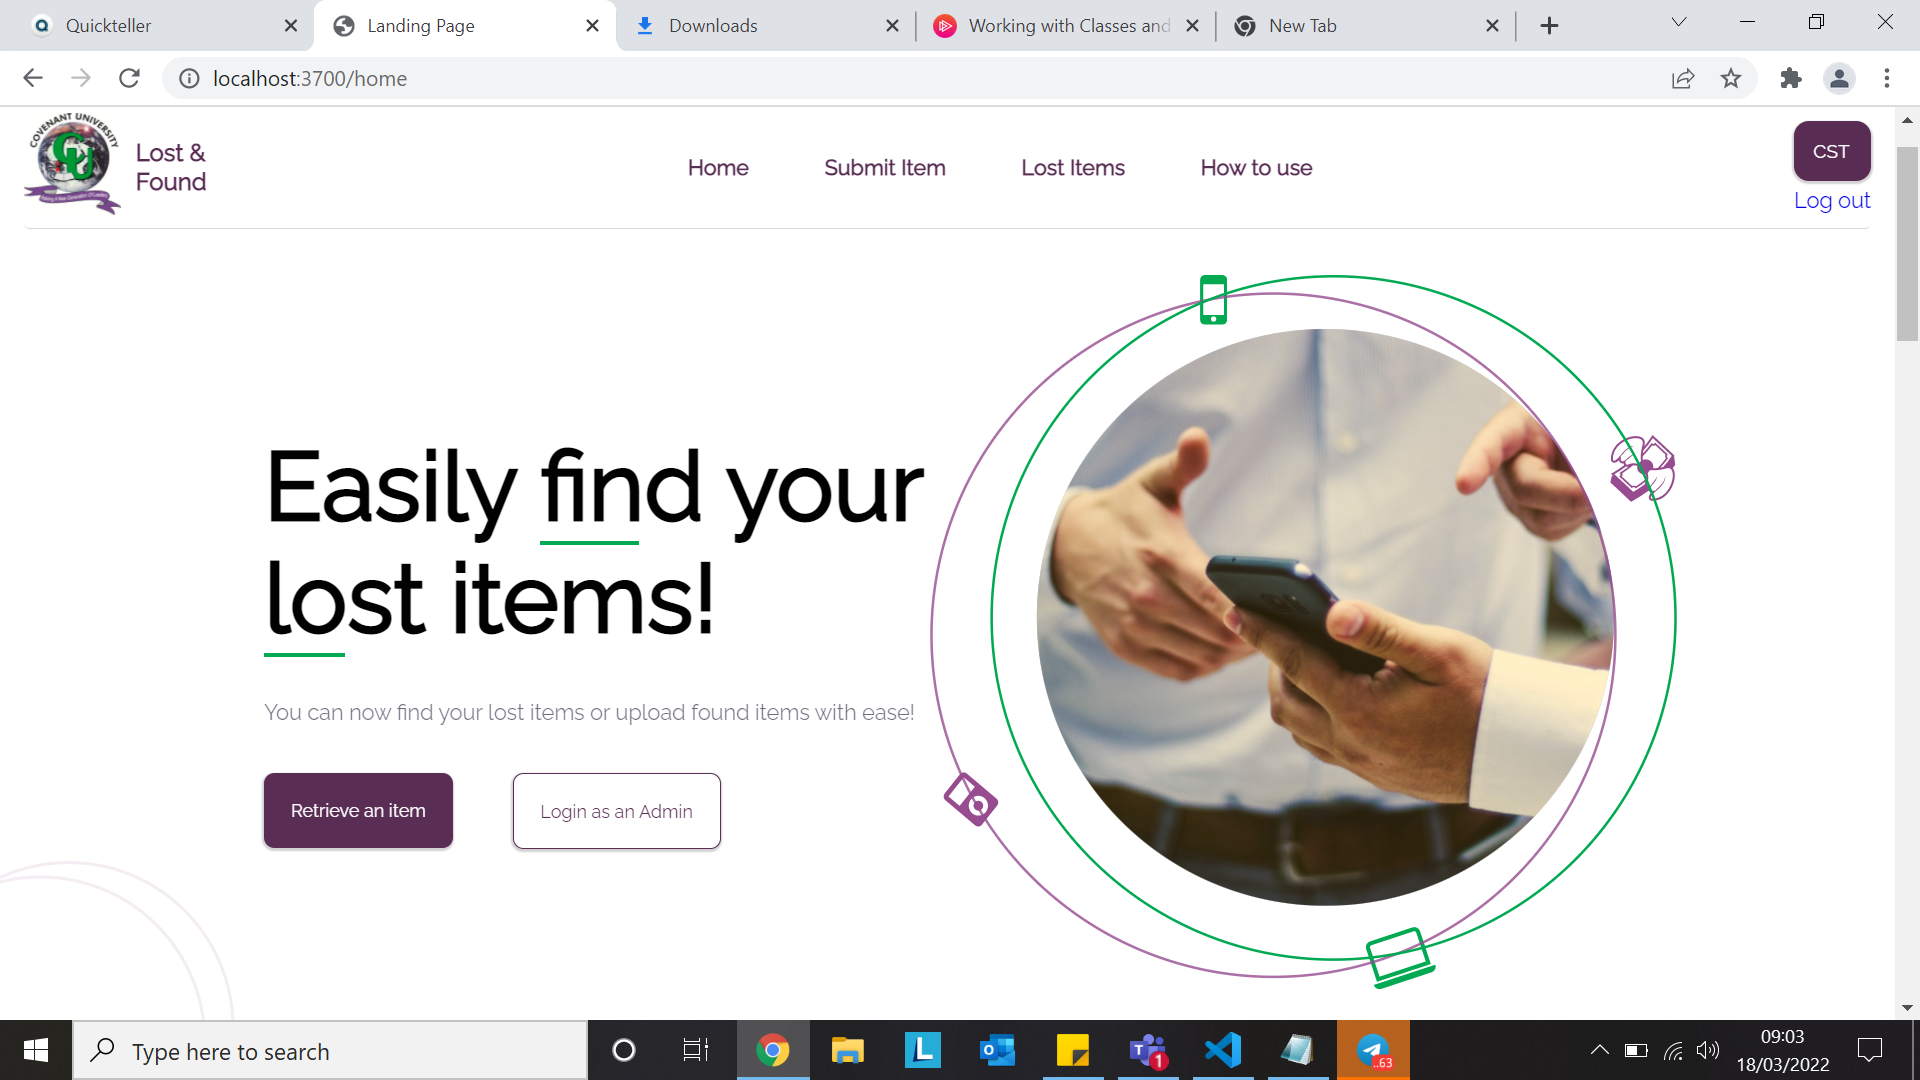 Quickteller
Landing Page
Downloads
Working with Classes and
New Tab
localhost:3700/home
COVENANT UNIVERSITY
CU
Lost &
Found
Home
Submit Item
Lost Items
How to use
CST
Log out
Easily find your
lost items!
You can now find your lost items or upload found items with ease!
Retrieve an item
Login as an Admin
Type here to search
L
T
1
..63
09:03
18/03/2022